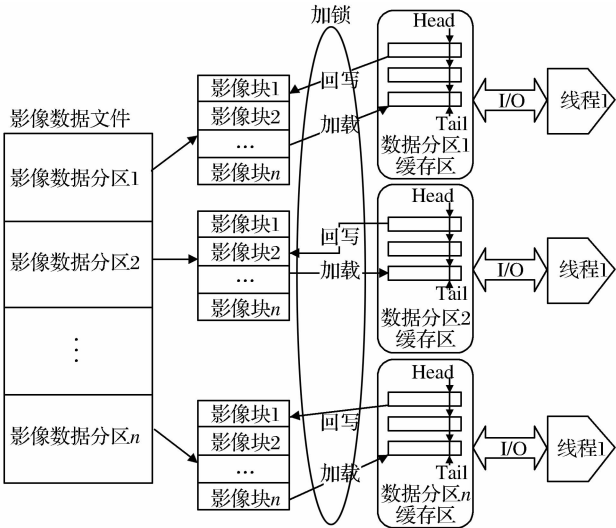 影像数据文件
影像数据分区1
影像数据分区2
⋮
影像数据分区n
影像块1
影像块2
...
影像块n
影像块1
影像块2
...
影像块n
影像块1
影像块2
...
影像块n
加锁
回写
加载
回写
加载
回写
加载
Head
Tail
数据分区1
缓存区
I/O
线程1
Head
Tail
数据分区2
缓存区
I/O
线程1
Head
Tail
数据分区n
缓存区
I/O
线程1